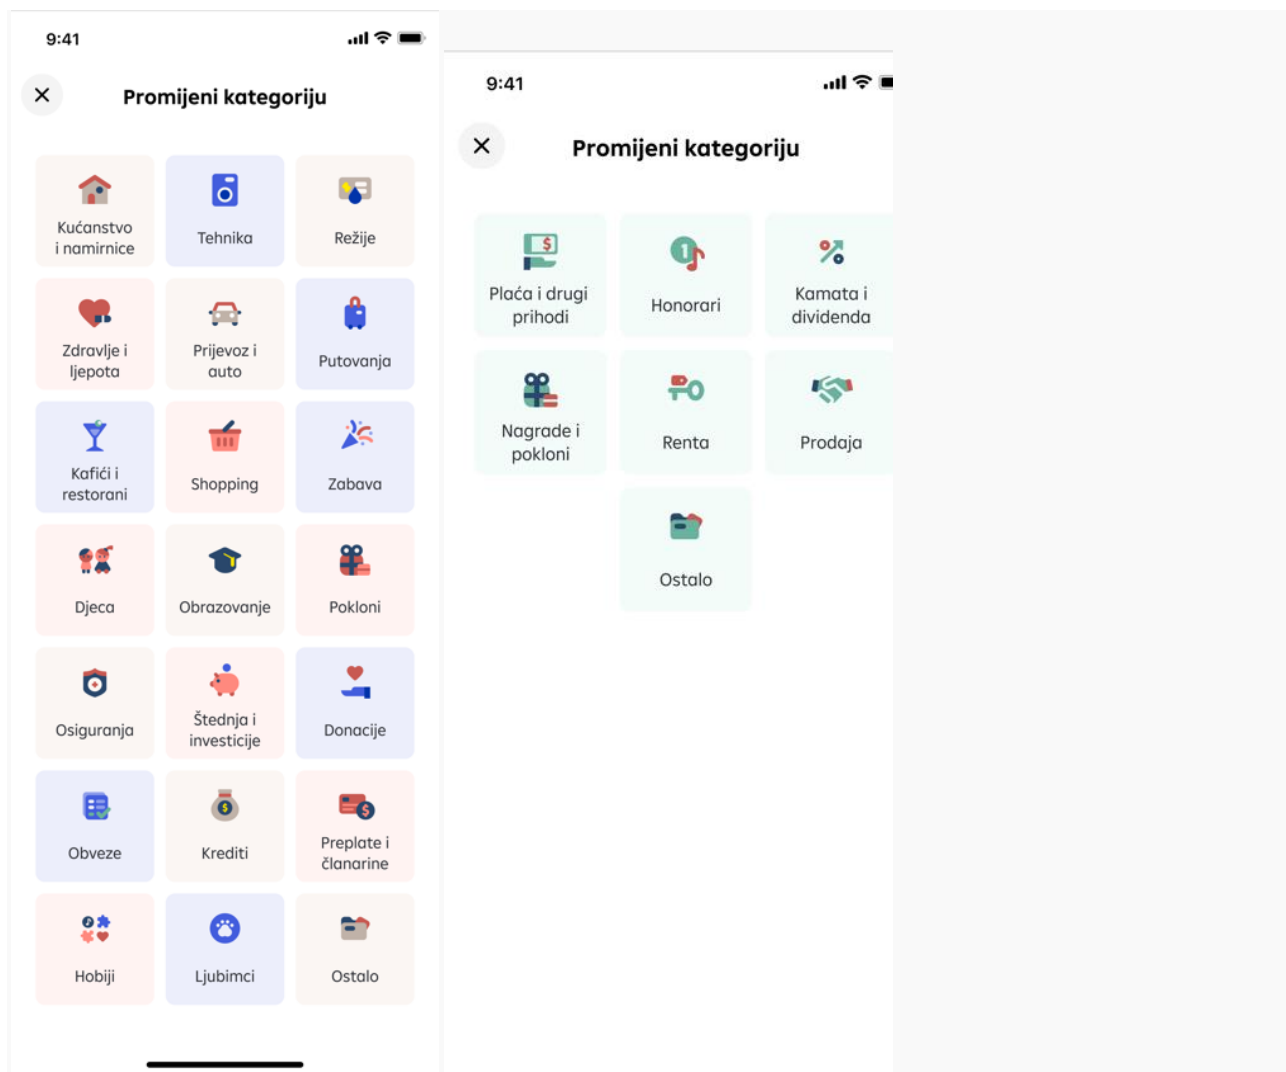 9:41
Promijeni kategoriju
Kućanstvo
i namirnice
Tehnika
Režije
Zdravlje i
ljepota
Prijevoz i
auto
Putovanja
Kafići i
restorani
Shopping
Zabava
Djeca
Obrazovanje
Pokloni
Osiguranja
Štednja i
investicije
Donacije
Obveze
Krediti
Preplate i
članarine
Hobiji
Ljubimci
Ostalo
9:41
Promijeni kategoriju
Plaća i drugi
prihodi
Honorari
Kamata i
dividenda
Nagrade i
pokloni
Renta
Prodaja
Ostalo